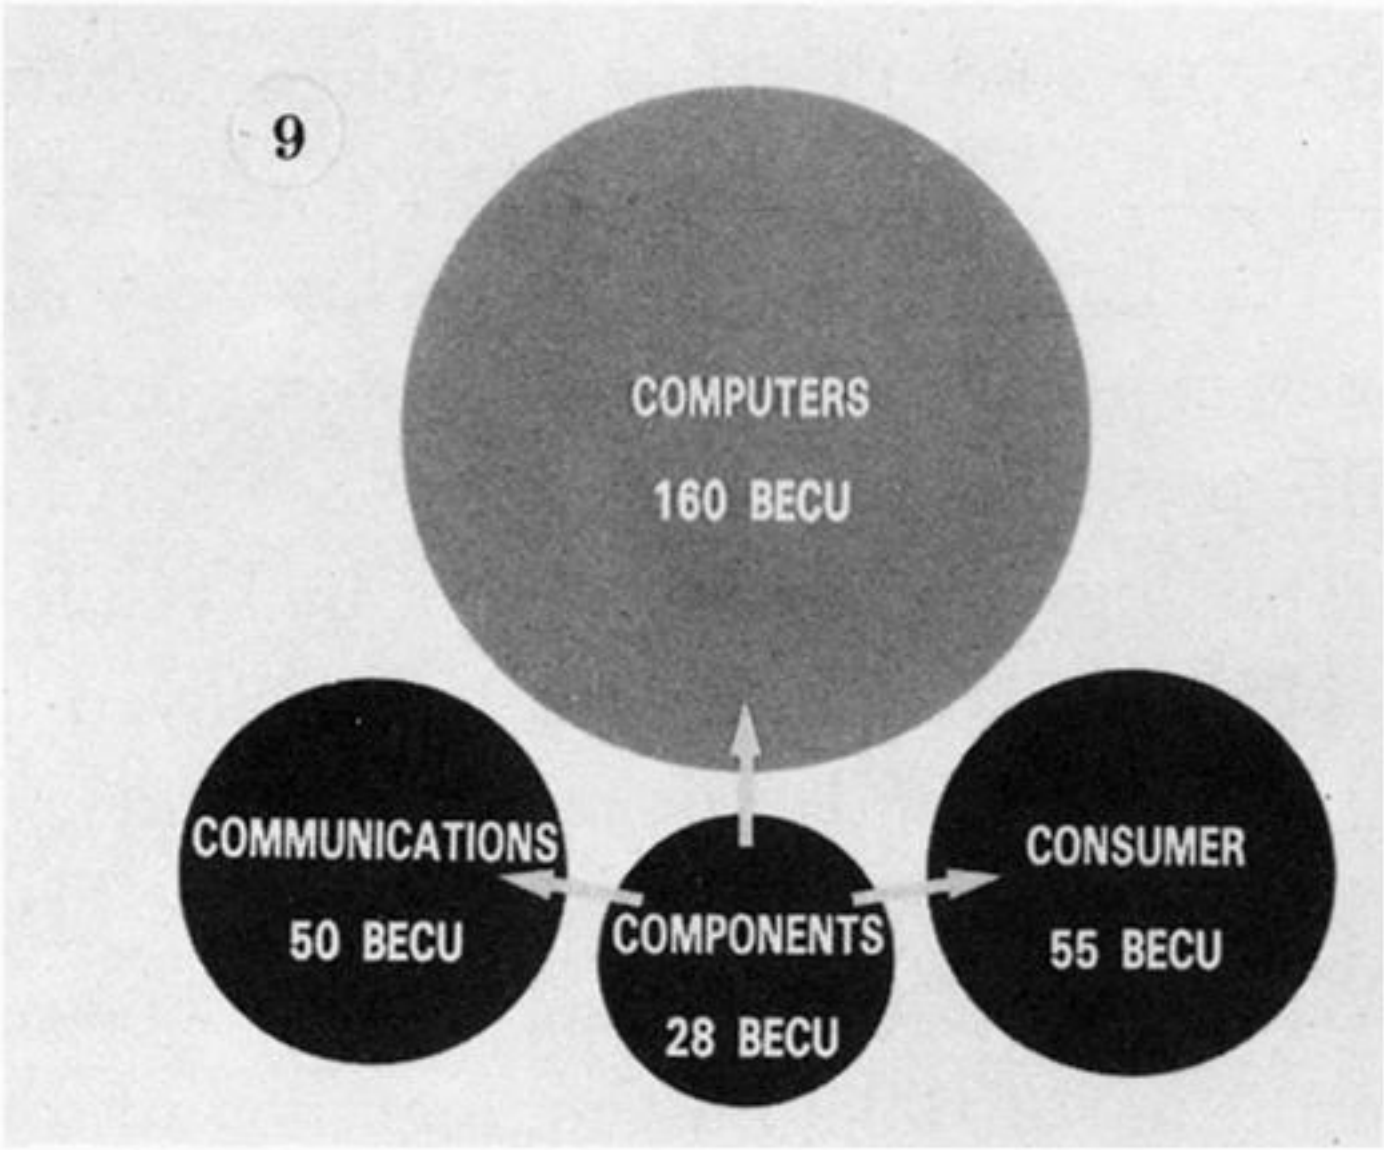 9
COMPUTERS
160 BECU
COMMUNICATIONS
50 BECU
COMPONENTS
28 BECU
CONSUMER
55 BECU